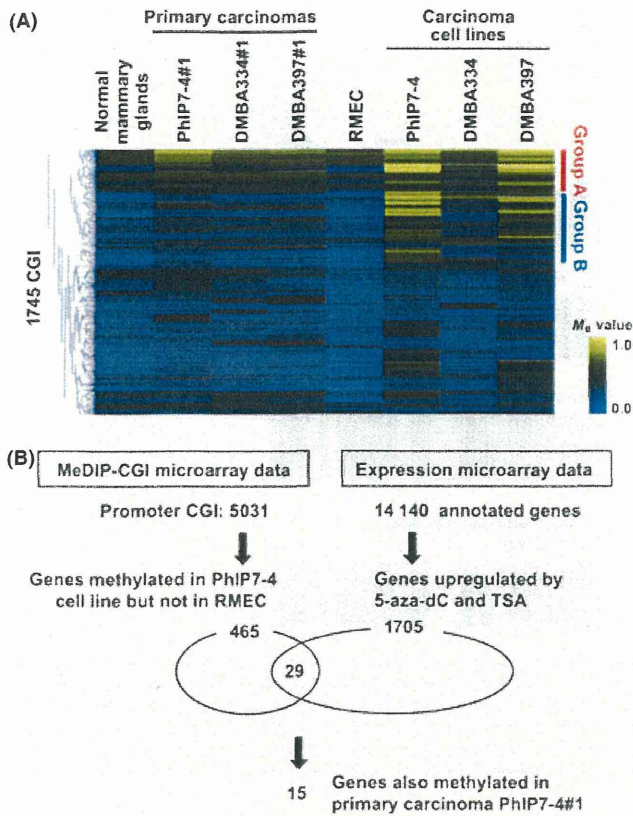 (A)
Primary carcinomas
Carcinoma
cell lines
Normal
mammary
glands
PhIP7-4#1
DMBA334#1
DMBA397#1
RMEC
PhIP7-4
DMBA334
DMBA397
Group A
Group B
1745 CGI
Me value
1.0
0.0
(B)
MeDIP-CGI microarray data
Expression microarray data
Promoter CGI: 5031
14 140 annotated genes
Genes methylated in PhIP7-4
cell line but not in RMEC
Genes upregulated by
5-aza-dC and TSA
465
1705
29
15
Genes also methylated in
primary carcinoma PhIP7-4#1